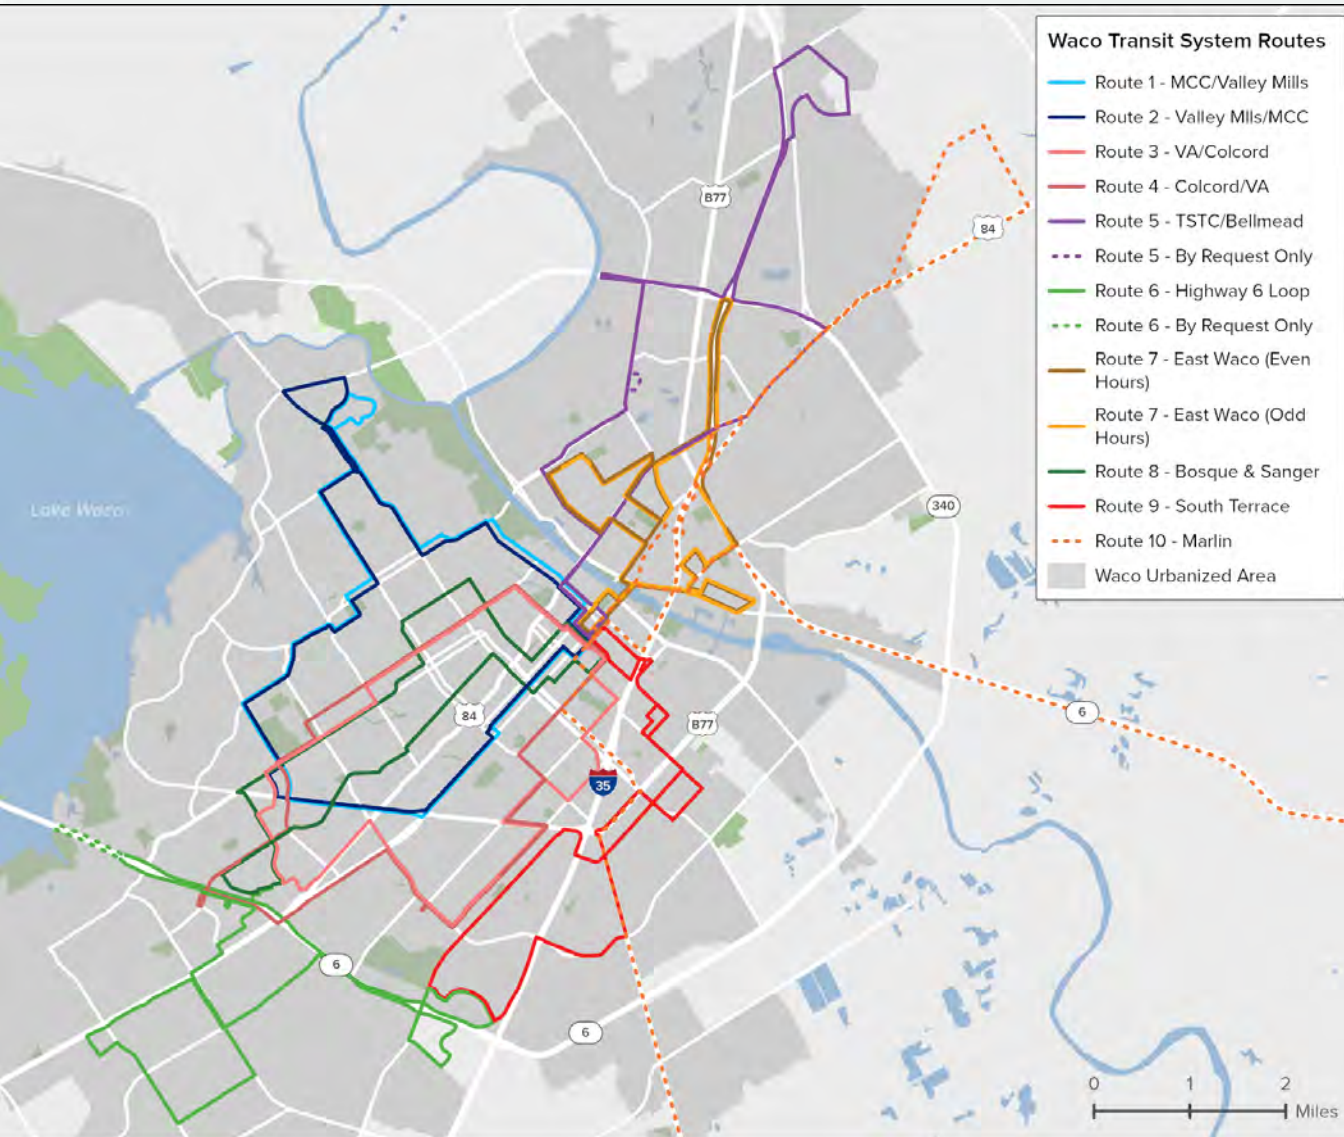 Waco Transit System Routes
Route 1 - MCC/Valley Mills
Route 2 - Valley MIls/MCC
Route 3 - VA/Colcord
Route 4 - Colcord/VA
Route 5 - TSTC/Bellmead
Route 5 - By Request Only
Route 6 - Highway 6 Loop
Route 6 - By Request Only
Route 7 - East Waco (Even
Hours)
Route 7 - East Waco (Odd
Hours)
Route 8 - Bosque & Sanger
Route 9 - South Terrace
Route 10 - Marlin
Waco Urbanized Area
B77
84
340
Lake Waco
6
84
B77
35
6
6
0 1 2
Miles